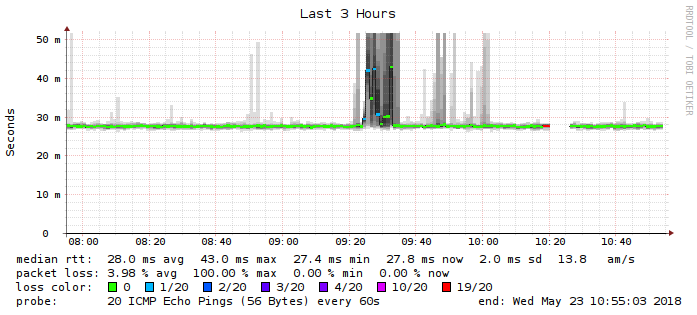 Last 3 Hours
RRDTOOL / TOBI OETIKER
Seconds
50 m
40 m
30 m
20 m
10 m
0
08:00 08:20 08:40 09:00 09:20 09:40 10:00 10:20 10:40
median rtt: 28.0 ms avg 43.0 ms max 27.4 ms min 27.8 ms now 2.0 ms sd 13.8 am/s
packet loss: 3.98 % avg 100.00 % max 0.00 % min 0.00 % now
loss color: 0 1/20 2/20 3/20 4/20 10/20 19/20
probe: 20 ICMP Echo Pings (56 Bytes) every 60s end: Wed May 23 10:55:03 2018